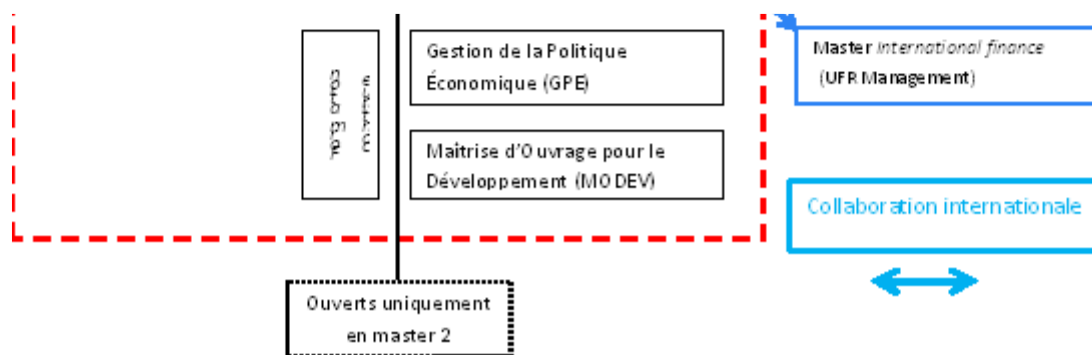 Gestion de la Politique
Économique (GPE)
Maîtrise d'Ouvrage pour le
Développement (MODEV)
Master international finance
(UFR Management)
Collaboration internationale
Ouverts uniquement
en master 2